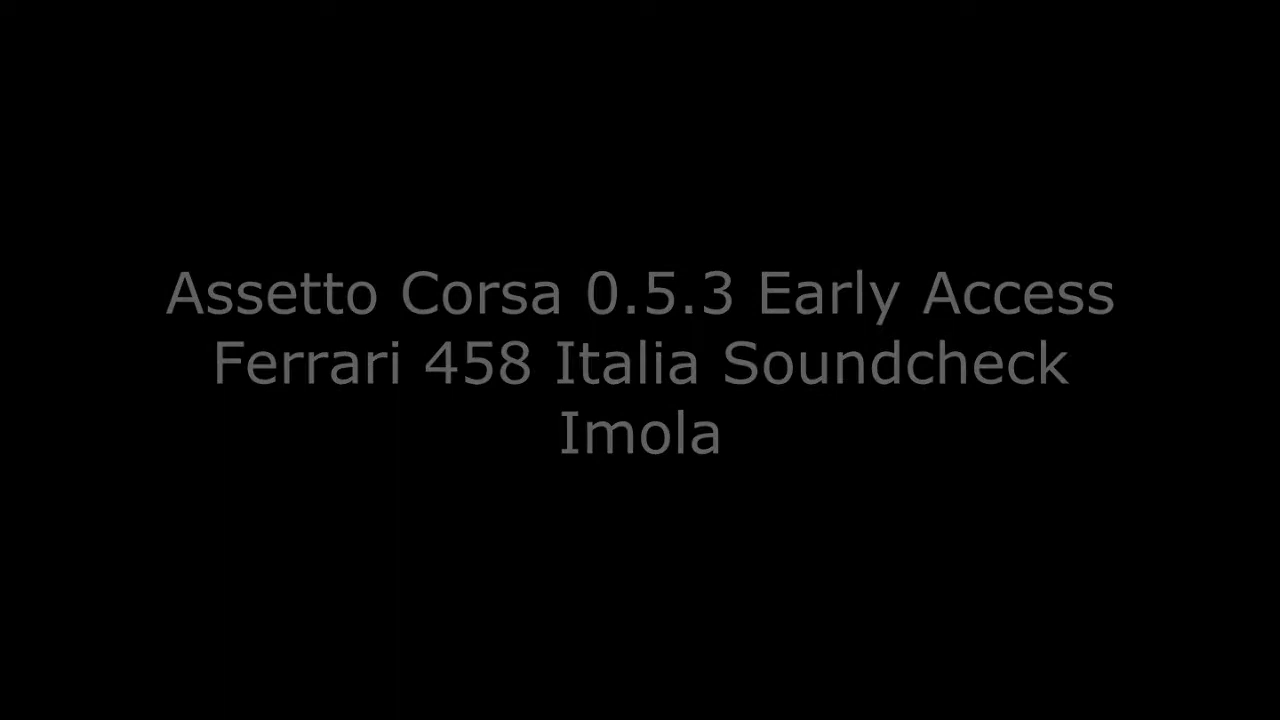 Assetto Corsa 0.5.3 Early Access
Ferrari 458 Italia Soundcheck
Imola